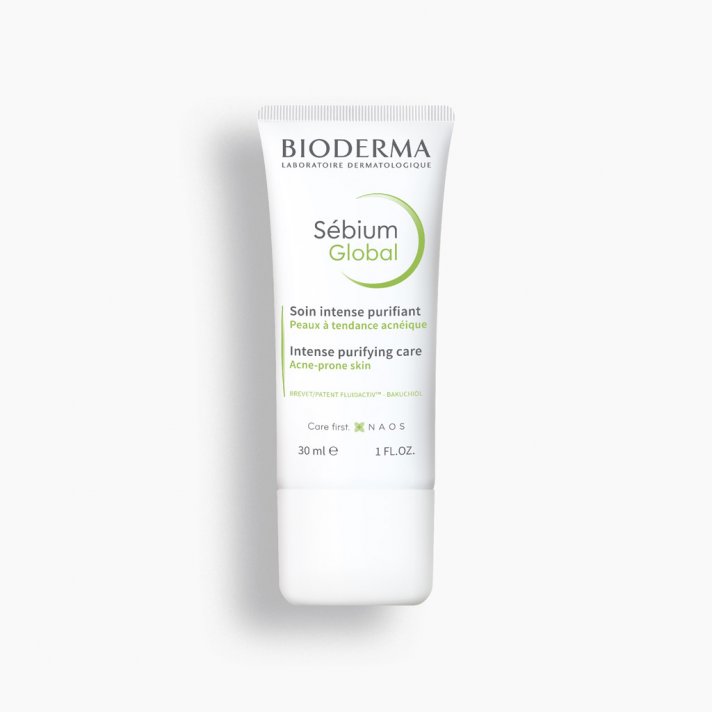 BIODERMA
LABORATOIRE DERMATOLOGIQUE
Sébium
Global
Soin intense purifiant
Peaux à tendance acnéique
Intense purifying care
Acne-prone skin
BREVET/PATENT FLUIDACTIV™ - BAKUCHIOL
Care first. NAOS
30 ml ℮ 1 FL.OZ.